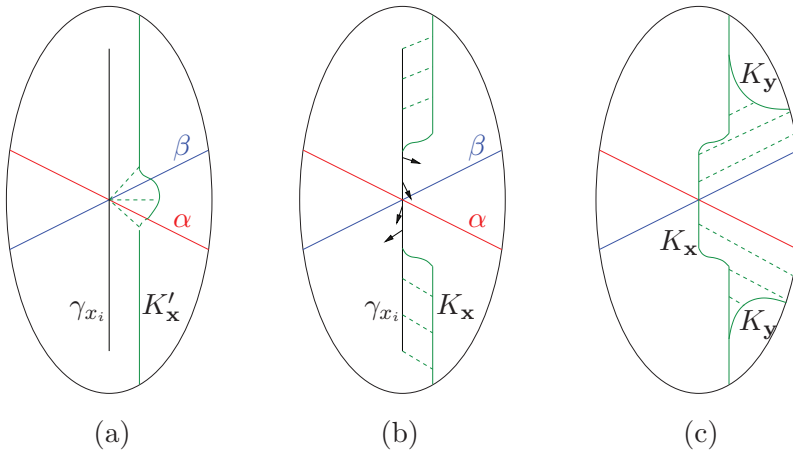 β
α
γ_{x_i} K'_𝐱
(a)
β
α
γ_{x_i} K_𝐱
(b)
K_𝐲
K_𝐱
K_𝐲
(c)